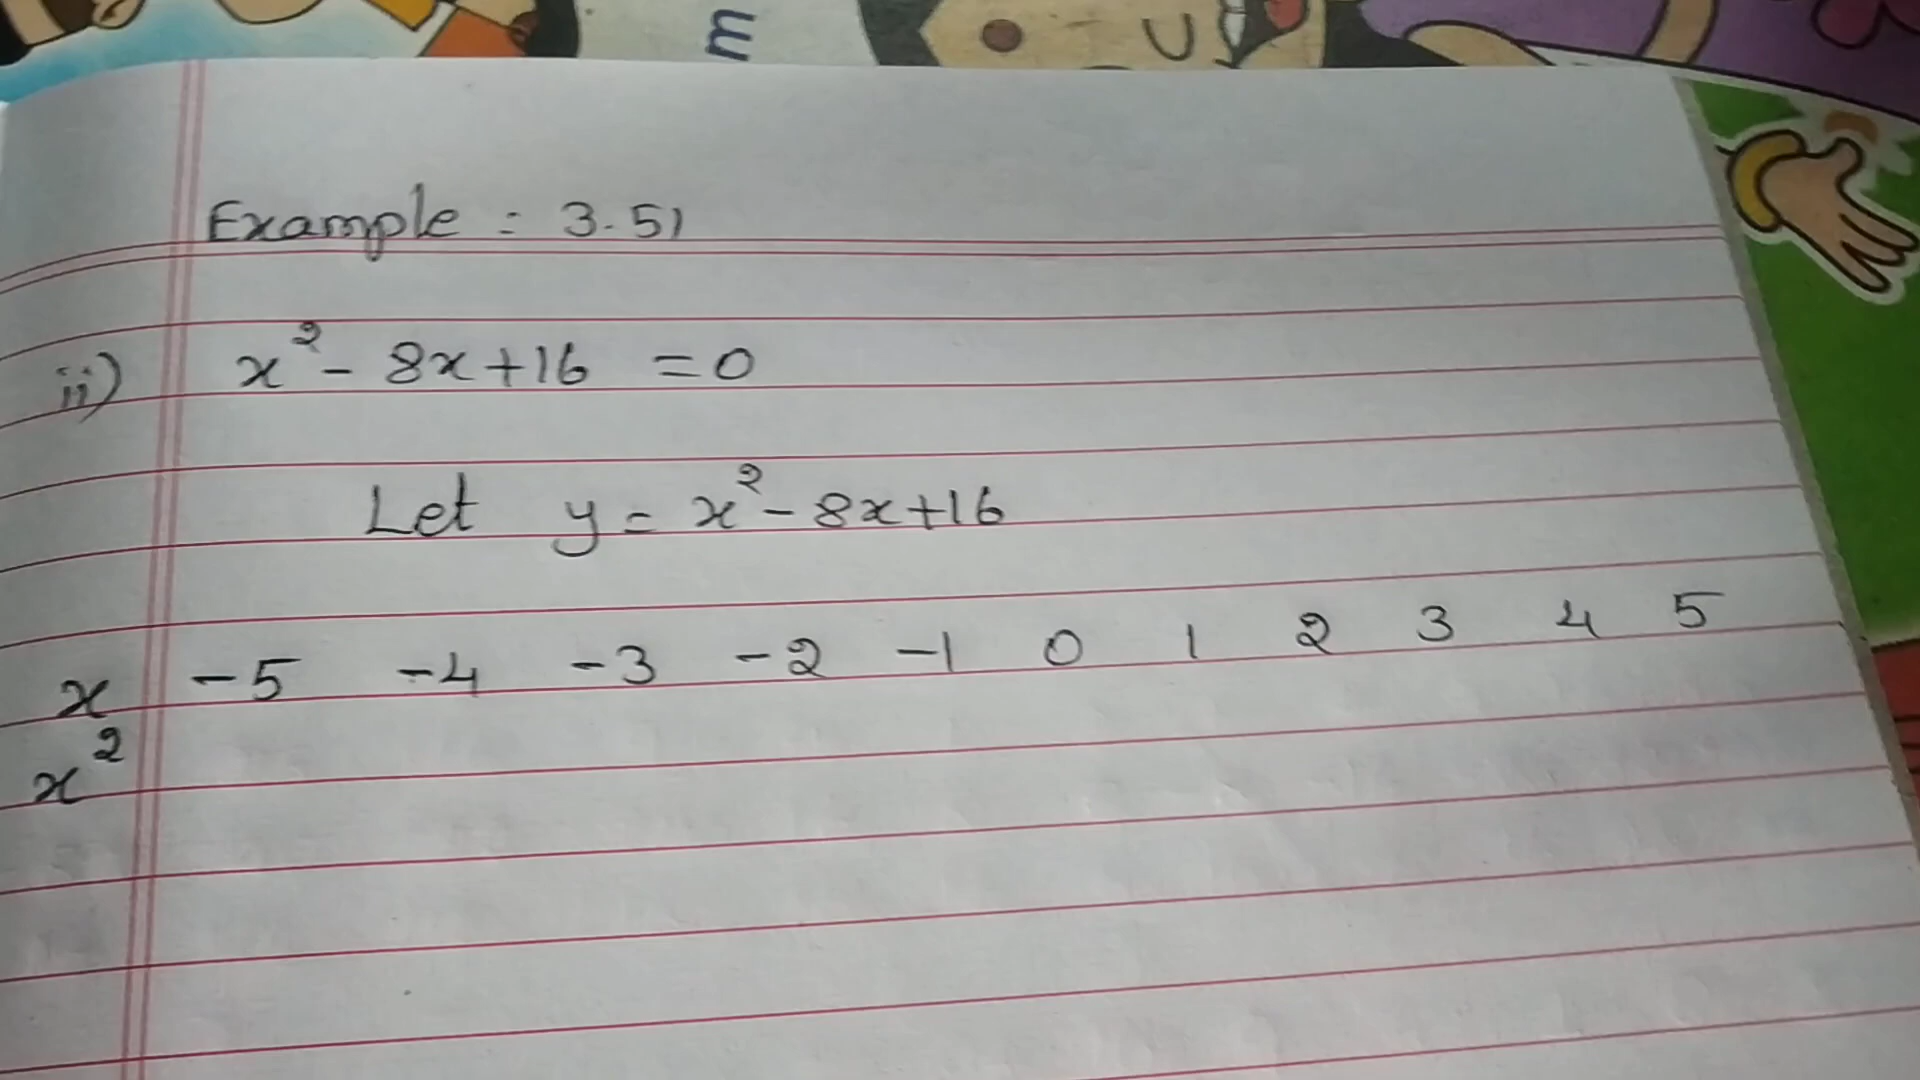 m
Example : 3.51
ii) x² - 8x+16 = 0
Let y = x² - 8x+16
x -5 -4 -3 -2 -1 0 1 2 3 4 5
x²